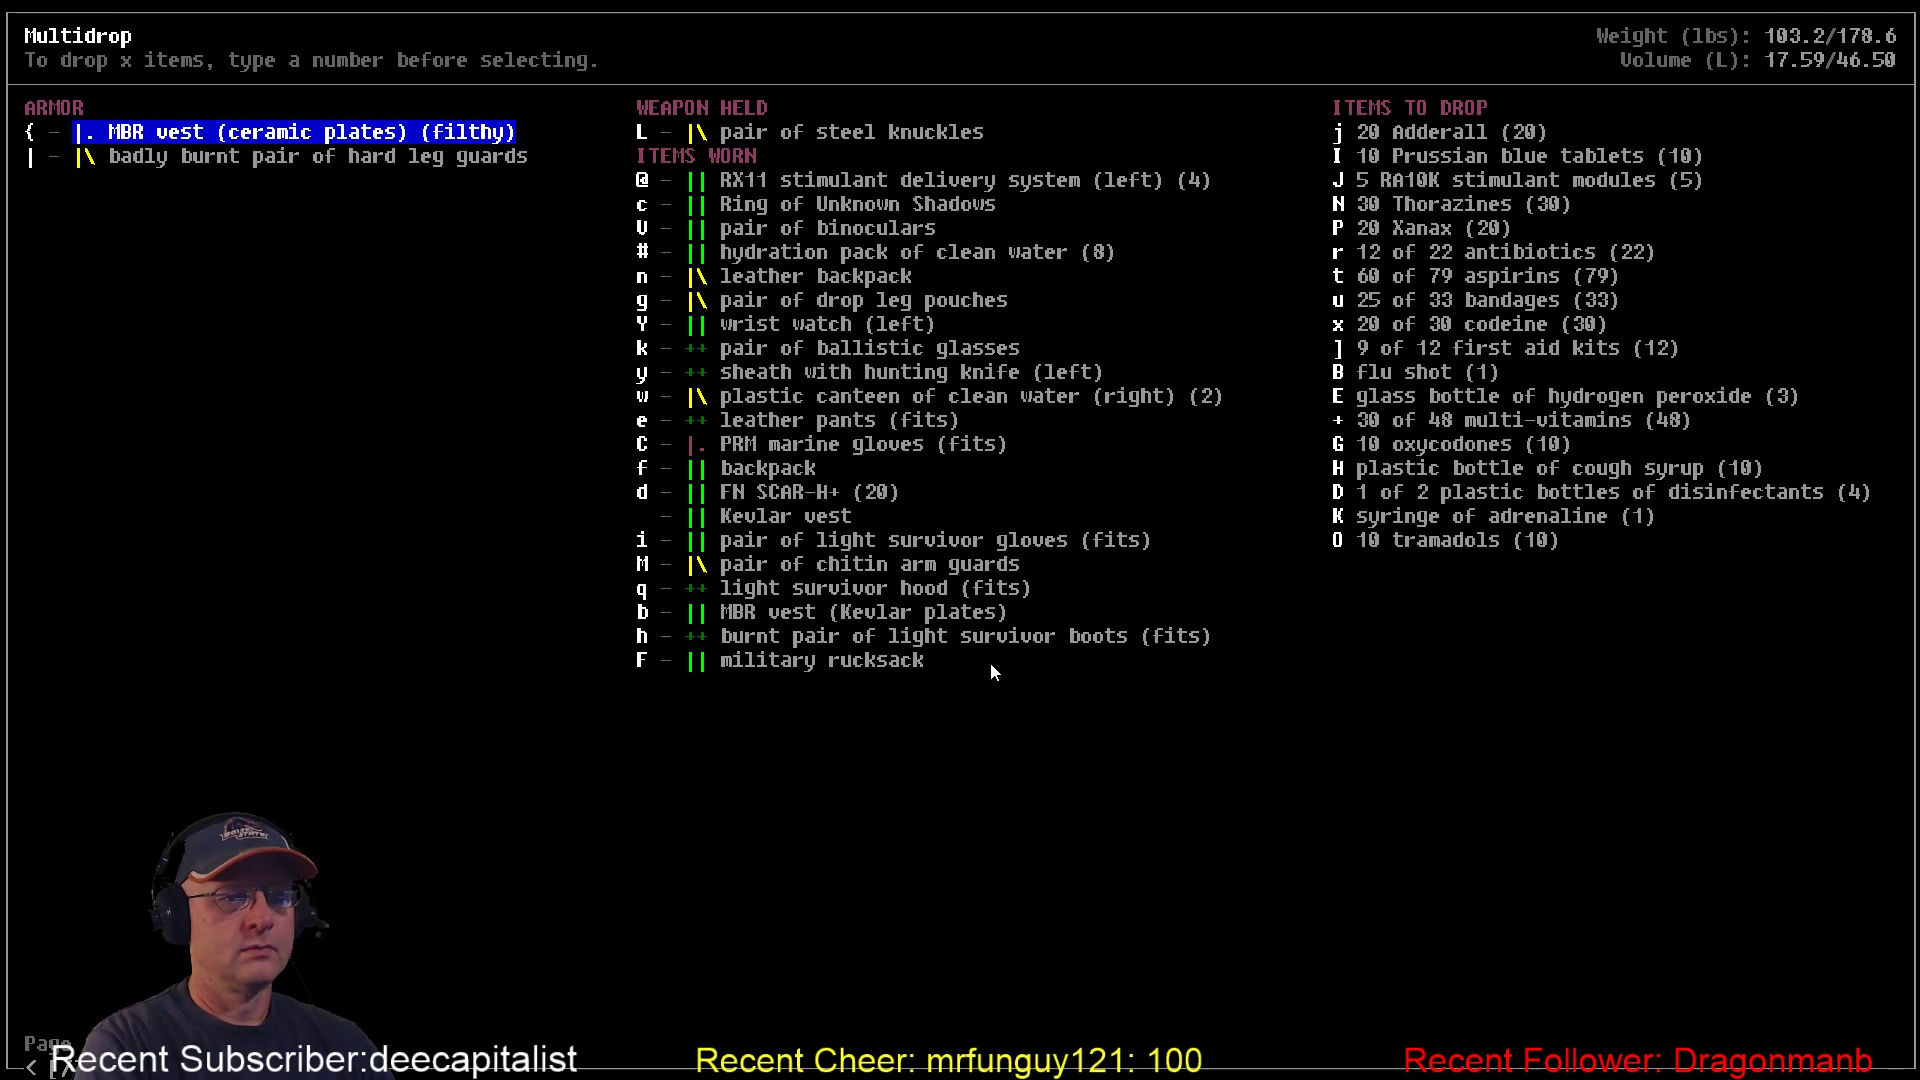 Multidrop
To drop x items, type a number before selecting.
Weight (lbs): 103.2/178.6
Volume (L): 17.59/46.50
ARMOR
{ - |. MBR vest (ceramic plates) (filthy)
| - |\ badly burnt pair of hard leg guards
WEAPON HELD
L - |\ pair of steel knuckles
ITEMS WORN
@ - || RX11 stimulant delivery system (left) (4)
c - || Ring of Unknown Shadows
V - || pair of binoculars
# - || hydration pack of clean water (8)
n - |\ leather backpack
g - |\ pair of drop leg pouches
Y - || wrist watch (left)
k - ++ pair of ballistic glasses
y - ++ sheath with hunting knife (left)
w - |\ plastic canteen of clean water (right) (2)
e - ++ leather pants (fits)
C - |. PRM marine gloves (fits)
f - || backpack
d - || FN SCAR-H+ (20)
- || Kevlar vest
i - || pair of light survivor gloves (fits)
M - |\ pair of chitin arm guards
q - ++ light survivor hood (fits)
b - || MBR vest (Kevlar plates)
h - ++ burnt pair of light survivor boots (fits)
F - || military rucksack
ITEMS TO DROP
j 20 Adderall (20)
I 10 Prussian blue tablets (10)
J 5 RA10K stimulant modules (5)
N 30 Thorazines (30)
P 20 Xanax (20)
r 12 of 22 antibiotics (22)
t 60 of 79 aspirins (79)
u 25 of 33 bandages (33)
x 20 of 30 codeine (30)
] 9 of 12 first aid kits (12)
B flu shot (1)
E glass bottle of hydrogen peroxide (3)
+ 30 of 48 multi-vitamins (48)
G 10 oxycodones (10)
H plastic bottle of cough syrup (10)
D 1 of 2 plastic bottles of disinfectants (4)
K syringe of adrenaline (1)
O 10 tramadols (10)
BOISE STATE
Recent Subscriber:deecapitalist
Recent Cheer: mrfunguy121: 100
Recent Follower: Dragonmanb